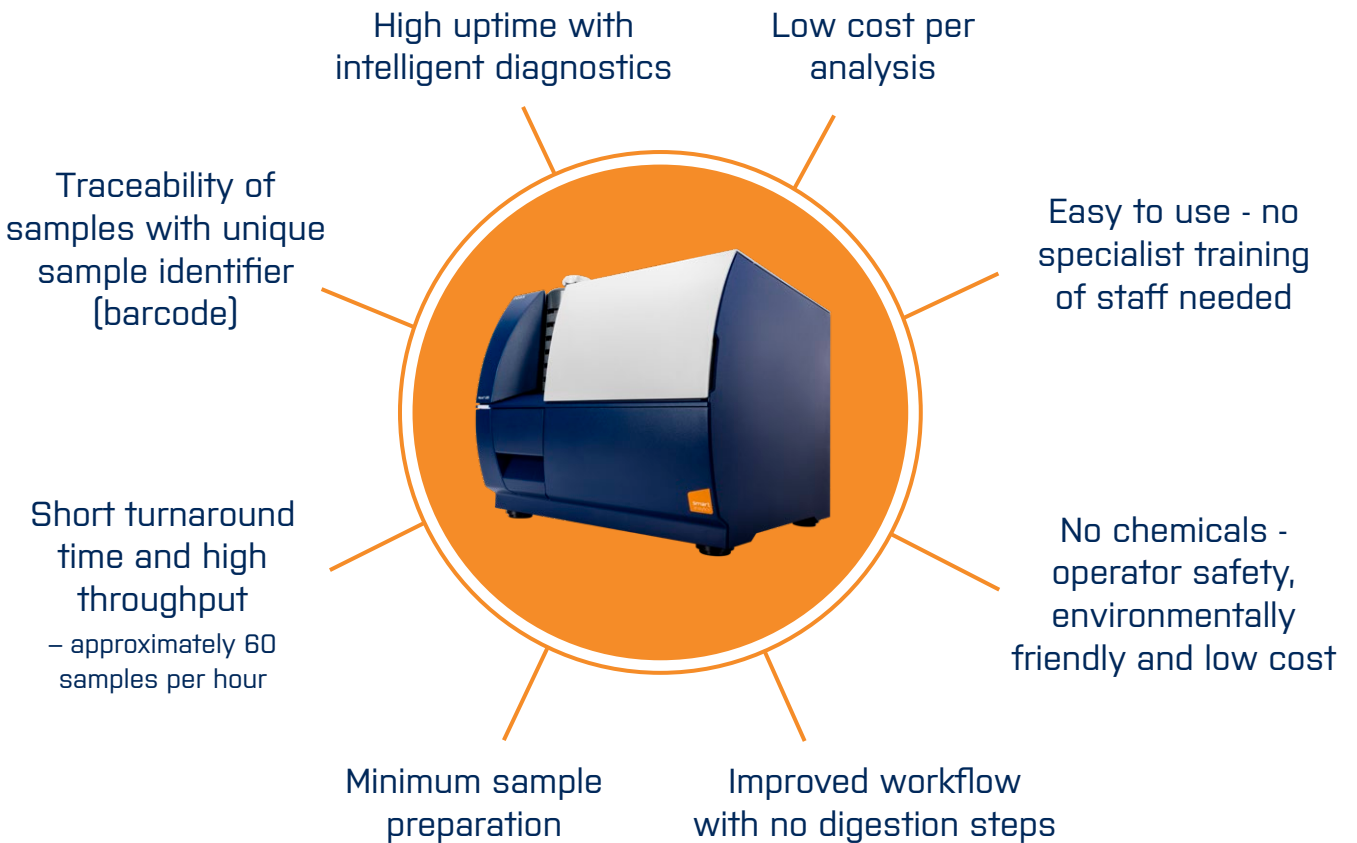 High uptime with
intelligent diagnostics
Low cost per
analysis
Traceability of
samples with unique
sample identifier
(barcode)
Easy to use - no
specialist training
of staff needed
Short turnaround
time and high
throughput
– approximately 60
samples per hour
No chemicals -
operator safety,
environmentally
friendly and low cost
Minimum sample
preparation
Improved workflow
with no digestion steps
smart